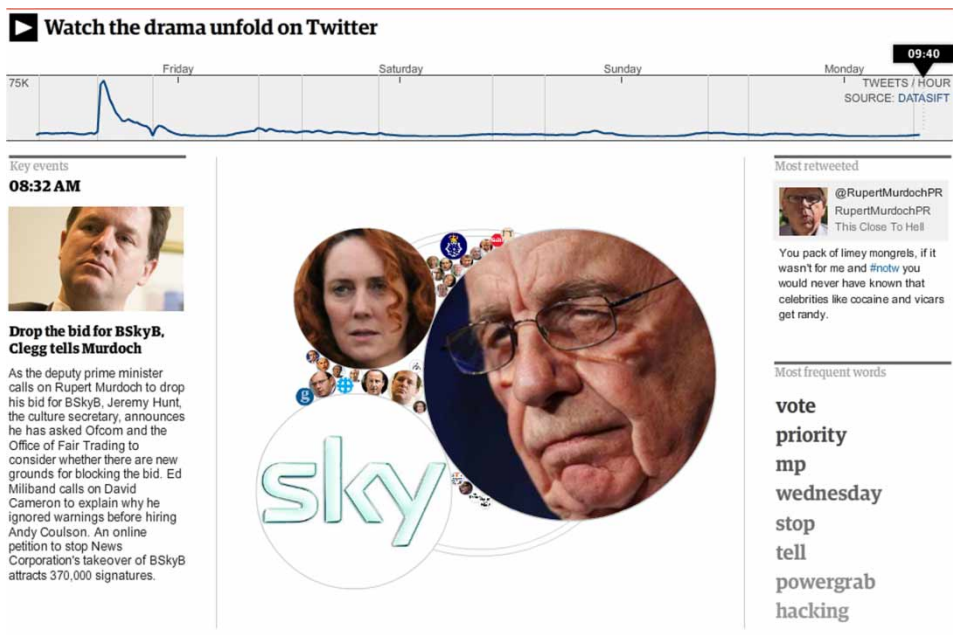 Watch the drama unfold on Twitter
09:40
Friday
Saturday
Sunday
Monday
75K
TWEETS / HOUR
SOURCE: DATASIFT
Key events
08:32 AM
Drop the bid for BSkyB,
Clegg tells Murdoch
As the deputy prime minister
calls on Rupert Murdoch to drop
his bid for BSkyB, Jeremy Hunt,
the culture secretary, announces
he has asked Ofcom and the
Office of Fair Trading to
consider whether there are new
grounds for blocking the bid. Ed
Miliband calls on David
Cameron to explain why he
ignored warnings before hiring
Andy Coulson. An online
petition to stop News
Corporation's takeover of BSkyB
attracts 370,000 signatures.
g
sky
Most retweeted
@RupertMurdochPR
RupertMurdochPR
This Close To Hell
You pack of limey mongrels, if it
wasn't for me and #notw you
would never have known that
celebrities like cocaine and vicars
get randy.
Most frequent words
vote
priority
mp
wednesday
stop
tell
powergrab
hacking